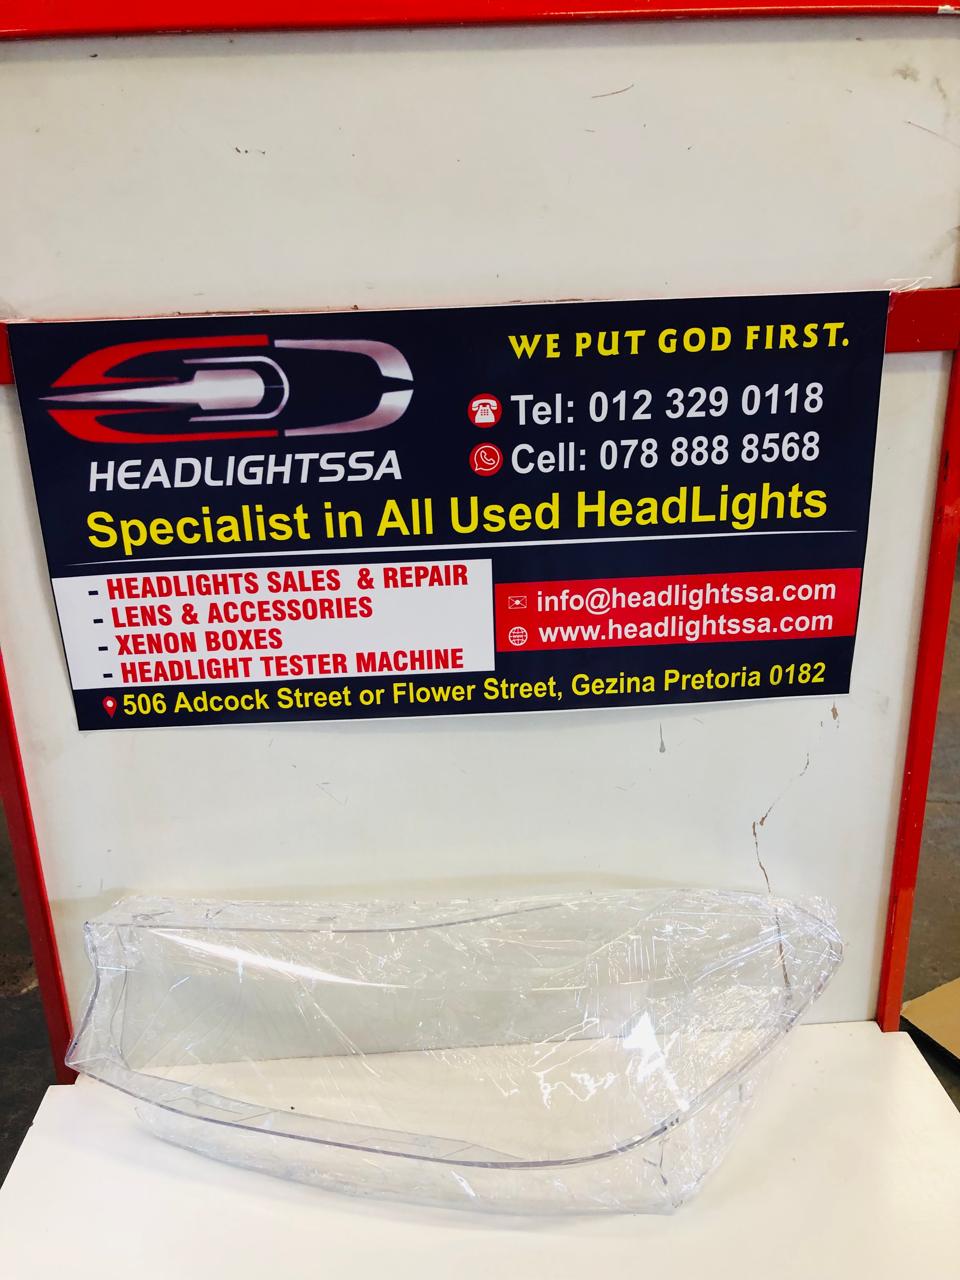 WE PUT GOD FIRST.
Tel: 012 329 0118
Cell: 078 888 8568
HEADLIGHTSSA
Specialist in All Used HeadLights
- HEADLIGHTS SALES & REPAIR
- LENS & ACCESSORIES
- XENON BOXES
- HEADLIGHT TESTER MACHINE
info@headlightssa.com
www.headlightssa.com
506 Adcock Street or Flower Street, Gezina Pretoria 0182